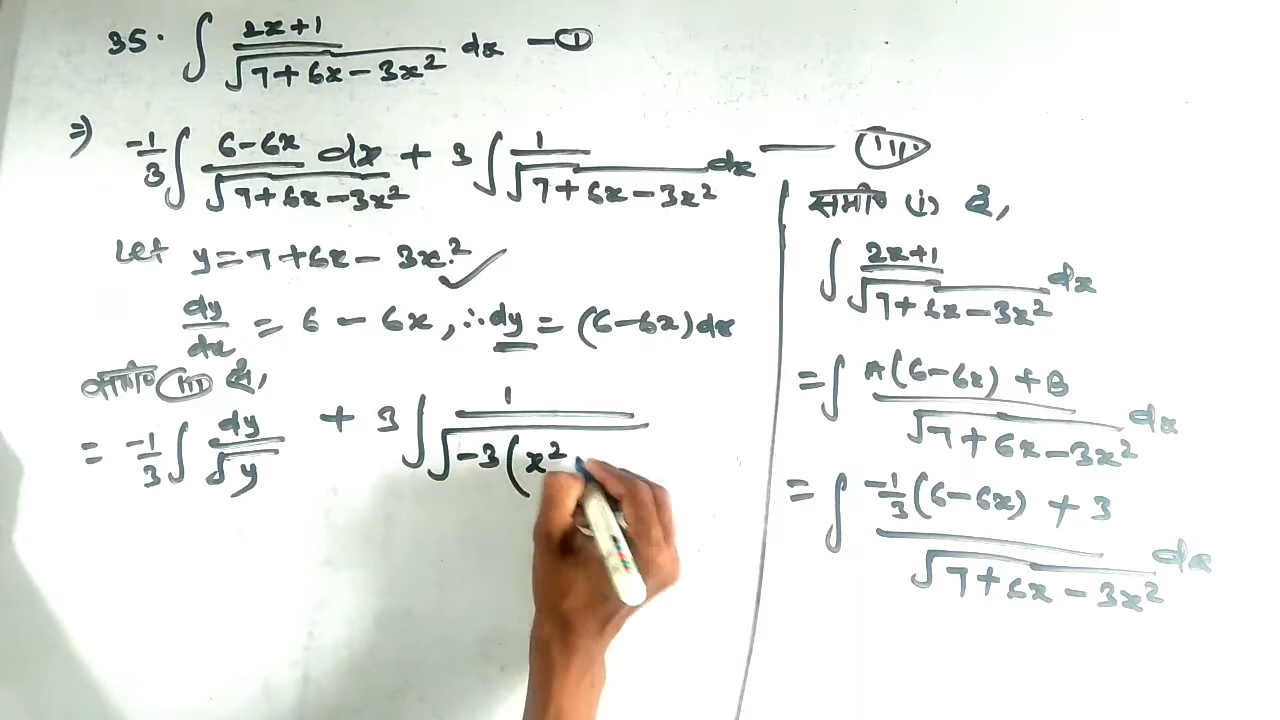 35. ∫ (2x+1)/√(7+6x-3x²) dx —①
⇒ -1/3 ∫ (6-6x)/√(7+6x-3x²) dx + 3 ∫ 1/√(7+6x-3x²) dx —— (iii)
Let y = 7+6x-3x². ✓
dy/dx = 6-6x, ∴ dy = (6-6x)dx
समी० (iii) से,
= -1/3 ∫ dy/√y + 3 ∫ 1/√(-3(x²
समी० (i) से,
∫ (2x+1)/√(7+6x-3x²) dx
= ∫ (A(6-6x)+B)/√(7+6x-3x²) dx
= ∫ (-1/3(6-6x)+3)/√(7+6x-3x²) dx